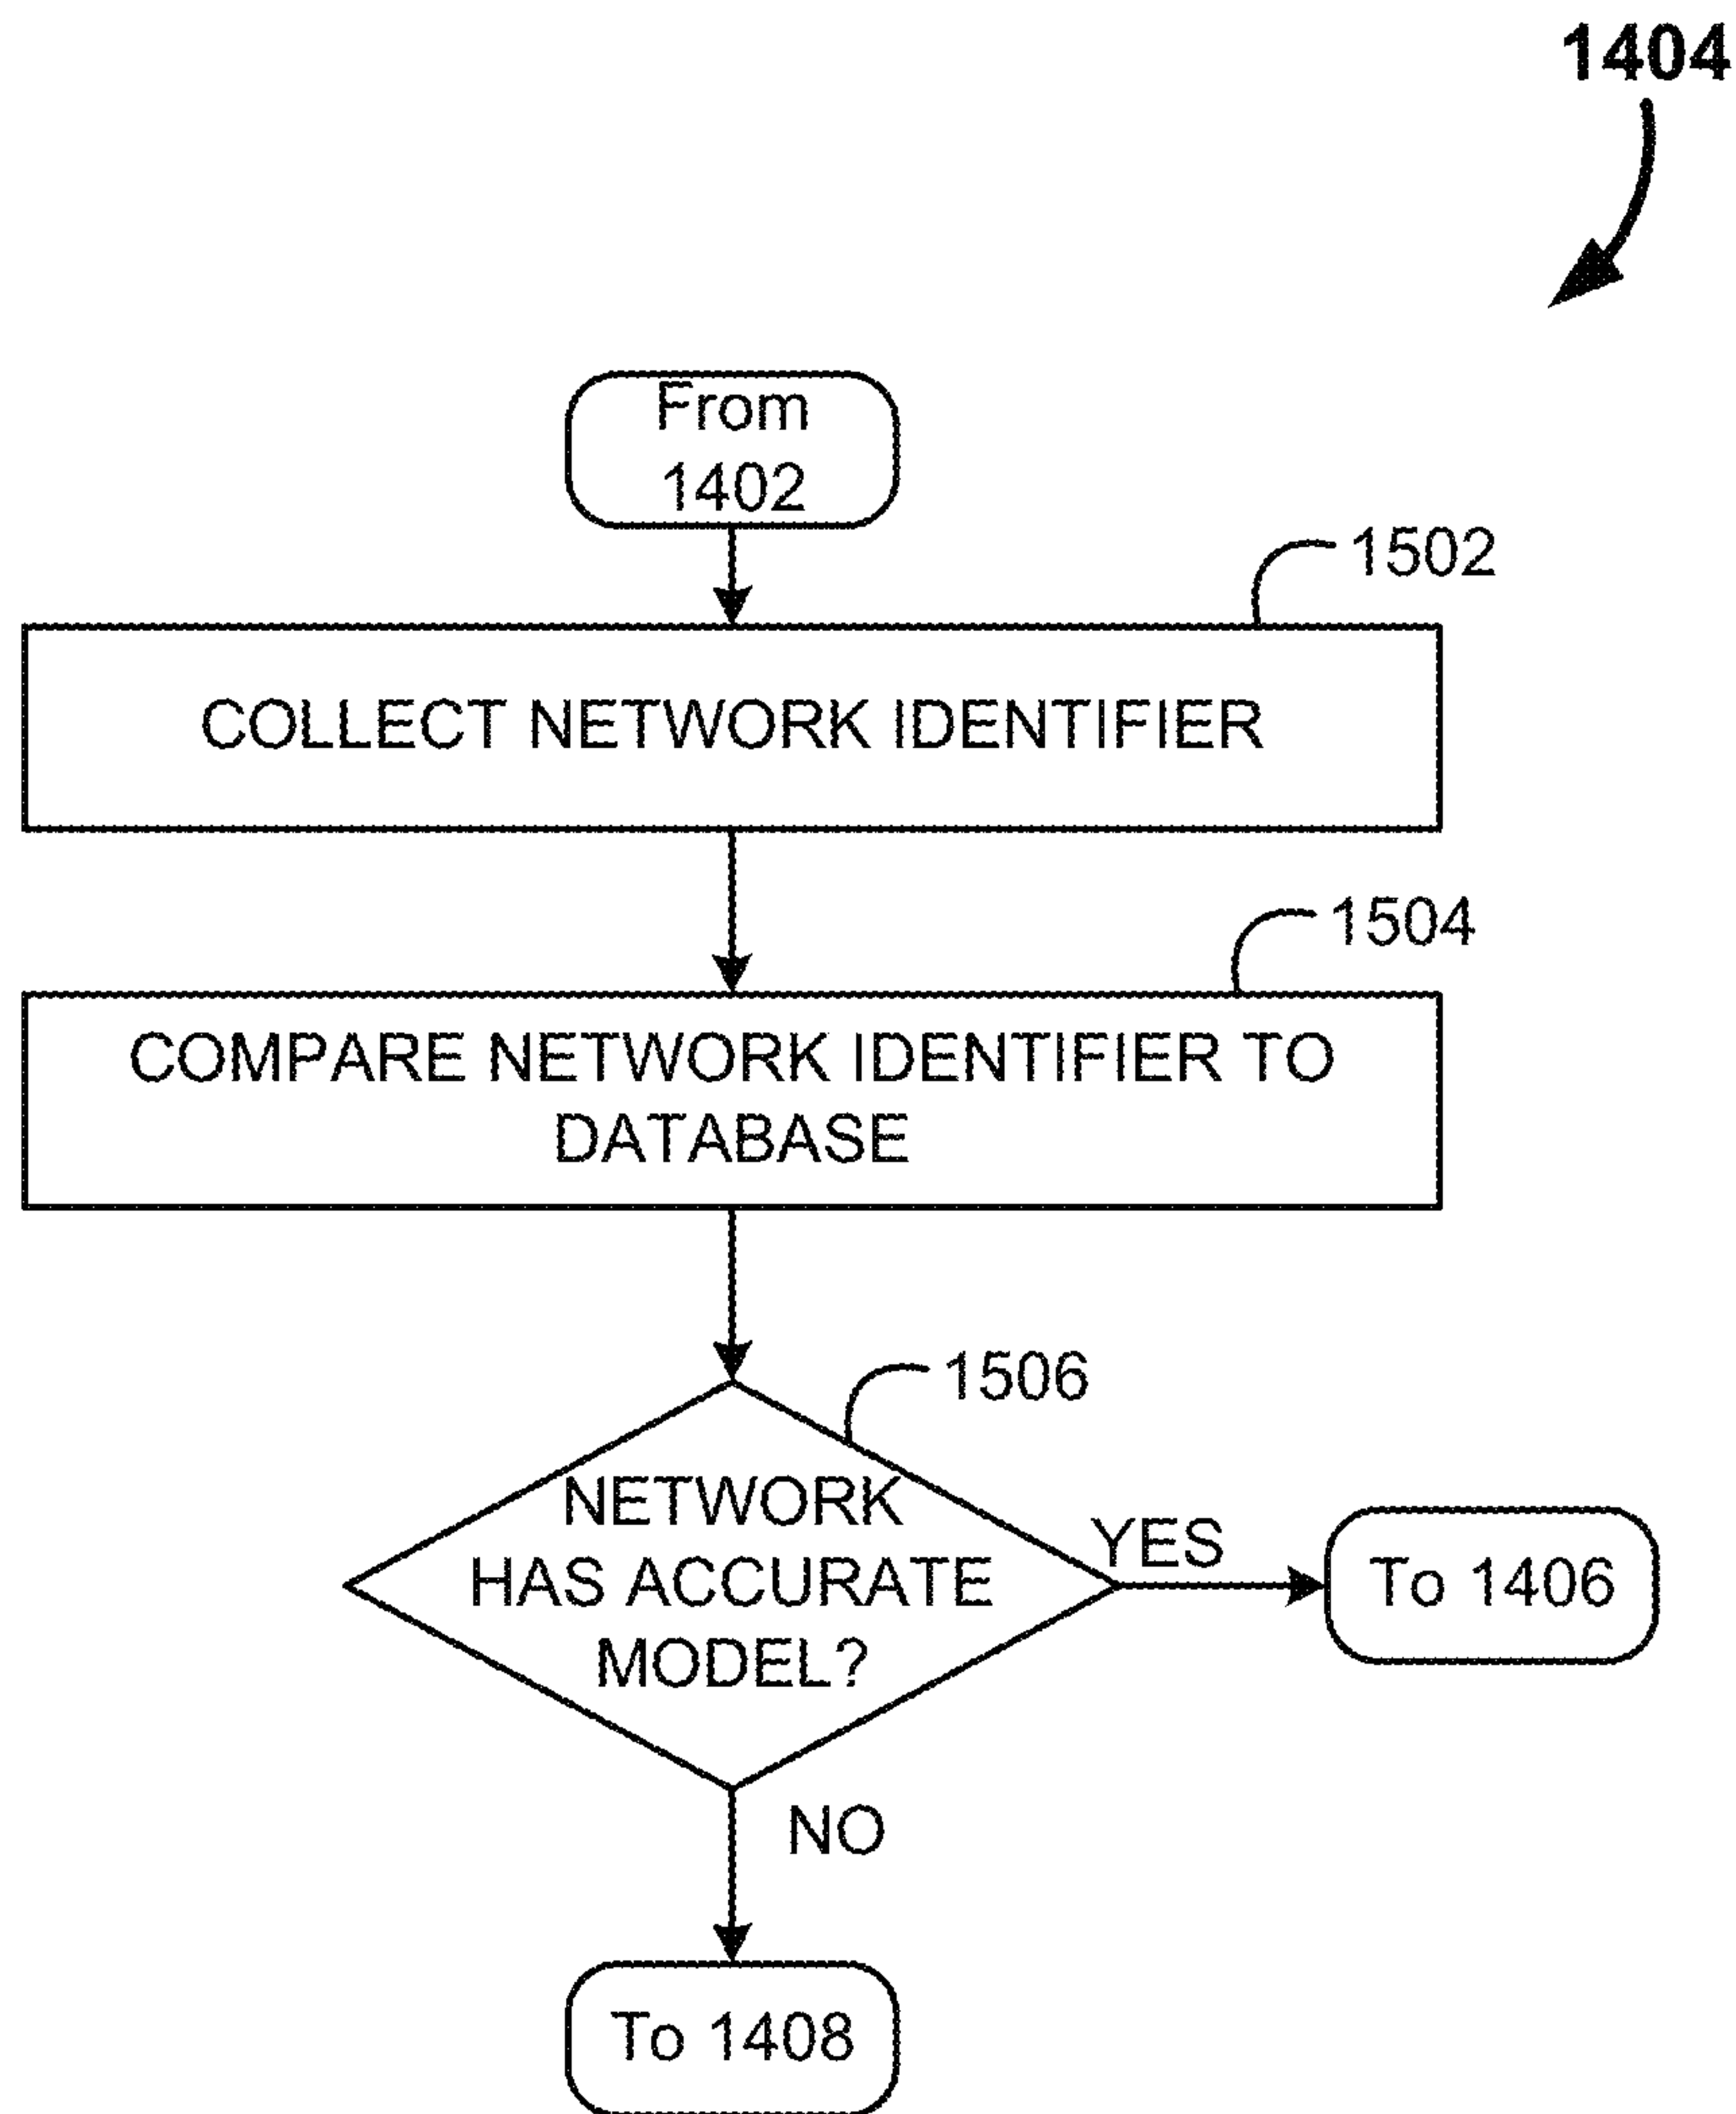 1404
From
1402
1502
COLLECT NETWORK IDENTIFIER
1504
COMPARE NETWORK IDENTIFIER TO
DATABASE
1506
NETWORK
HAS ACCURATE
MODEL?
YES
To 1406
NO
To 1408